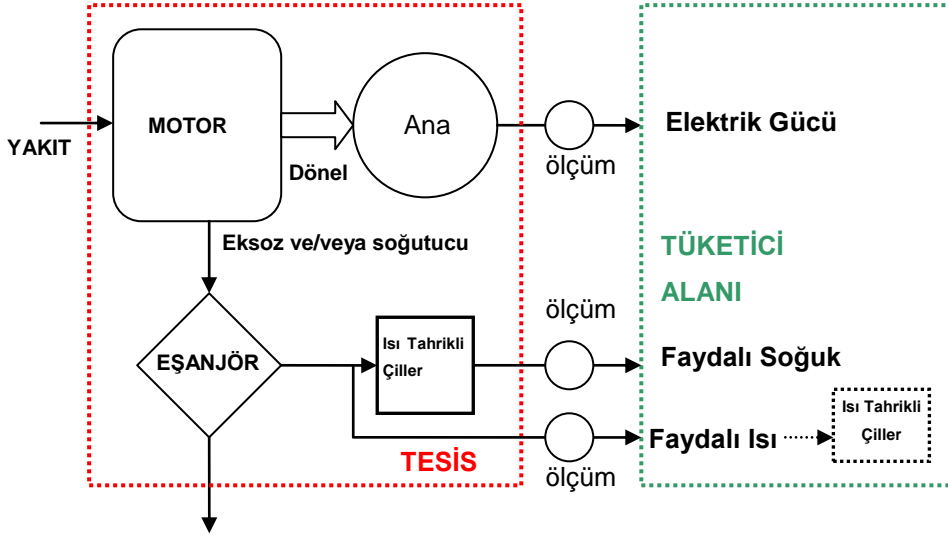 YAKIT
MOTOR
Dönel
Ana
ölçüm
Elektrik Gücü
Eksoz ve/veya soğutucu
TÜKETİCİ
ALANI
EŞANJÖR
Isı Tahrikli
Çiller
ölçüm
Faydalı Soğuk
TESİS
ölçüm
Faydalı Isı
Isı Tahrikli
Çiller